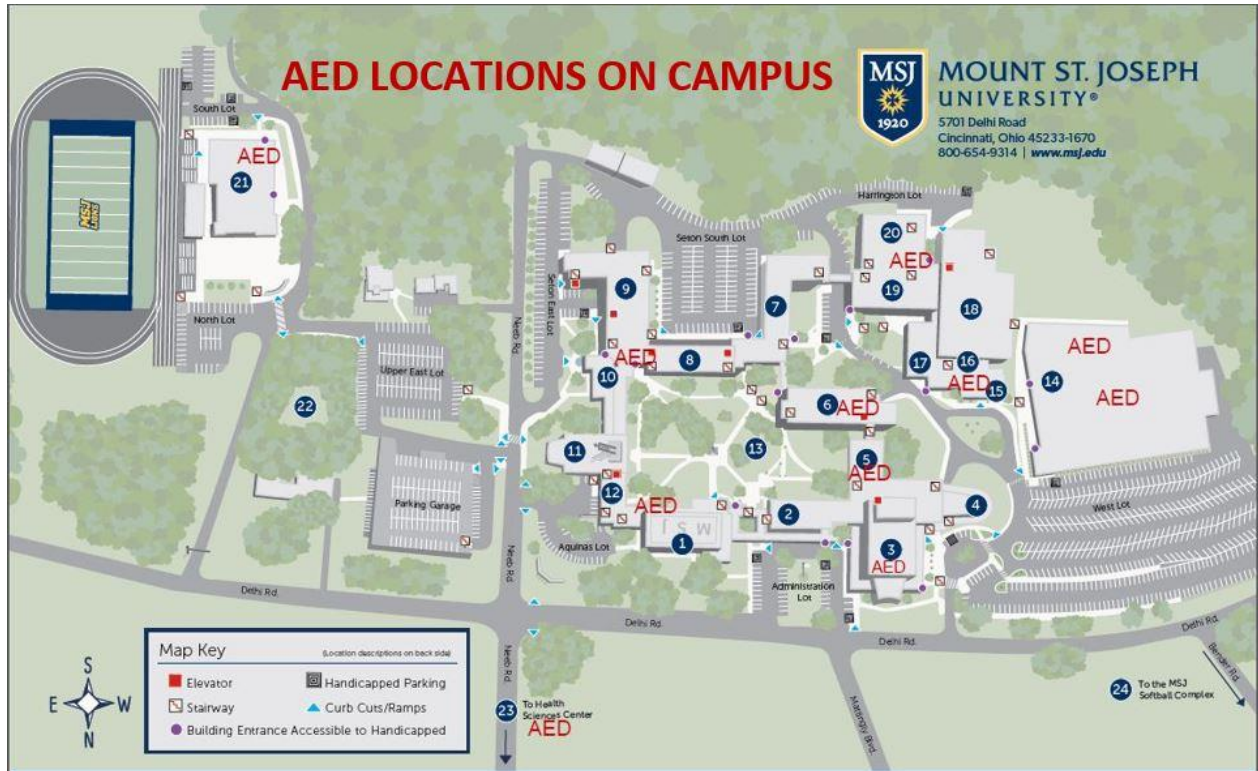 AED LOCATIONS ON CAMPUS
MSJ
1920
MOUNT ST. JOSEPH
UNIVERSITY®
5701 Delhi Road
Cincinnati, Ohio 45233-1670
800-654-9314 | www.msj.edu
South Lot
AED
21
MSJ
LIONS
North Lot
Harrington Lot
20
AED
19
18
Seton South Lot
Seton East Lot
9
7
Neeb Rd.
AED
8
10
17
16
AED
15
AED
14
AED
Upper East Lot
22
6
AED
13
11
5
AED
12
AED
Parking Garage
2
4
West Lot
MSJ
1
Aquinas Lot
3
AED
Neeb Rd.
Administration
Lot
Delhi Rd.
Delhi Rd.
Delhi Rd.
Delhi Rd.
Bender Rd.
Neeb Rd.
Mattingly Blvd.
Map Key
(Location descriptions on back side)
Elevator
Handicapped Parking
Stairway
Curb Cuts/Ramps
Building Entrance Accessible to Handicapped
S
E
W
N
23
To Health
Sciences Center
AED
24
To the MSJ
Softball Complex